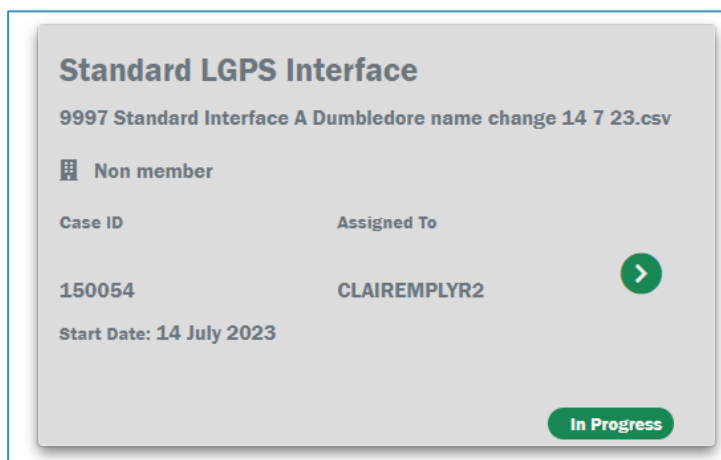 Standard LGPS Interface
9997 Standard Interface A Dumbledore name change 14 7 23.csv
Non member
Case ID
Assigned To
150054
CLAIREMPLYR2
Start Date: 14 July 2023
In Progress